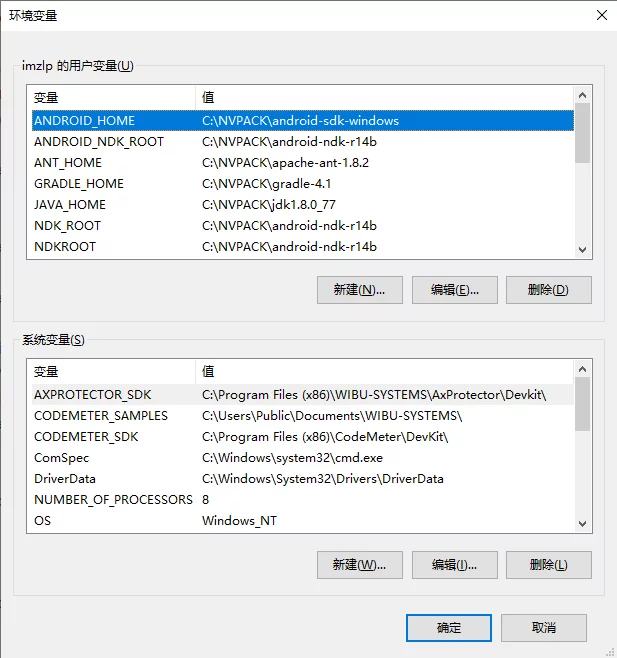 环境变量
imzlp 的用户变量(U)
变量 值
ANDROID_HOME C:\NVPACK\android-sdk-windows
ANDROID_NDK_ROOT C:\NVPACK\android-ndk-r14b
ANT_HOME C:\NVPACK\apache-ant-1.8.2
GRADLE_HOME C:\NVPACK\gradle-4.1
JAVA_HOME C:\NVPACK\jdk1.8.0_77
NDK_ROOT C:\NVPACK\android-ndk-r14b
NDKROOT C:\NVPACK\android-ndk-r14b
新建(N)... 编辑(E)... 删除(D)
系统变量(S)
变量 值
AXPROTECTOR_SDK C:\Program Files (x86)\WIBU-SYSTEMS\AxProtector\Devkit\
CODEMETER_SAMPLES C:\Users\Public\Documents\WIBU-SYSTEMS\
CODEMETER_SDK C:\Program Files (x86)\CodeMeter\DevKit\
ComSpec C:\Windows\system32\cmd.exe
DriverData C:\Windows\System32\Drivers\DriverData
NUMBER_OF_PROCESSORS 8
OS Windows_NT
新建(W)... 编辑(I)... 删除(L)
确定 取消